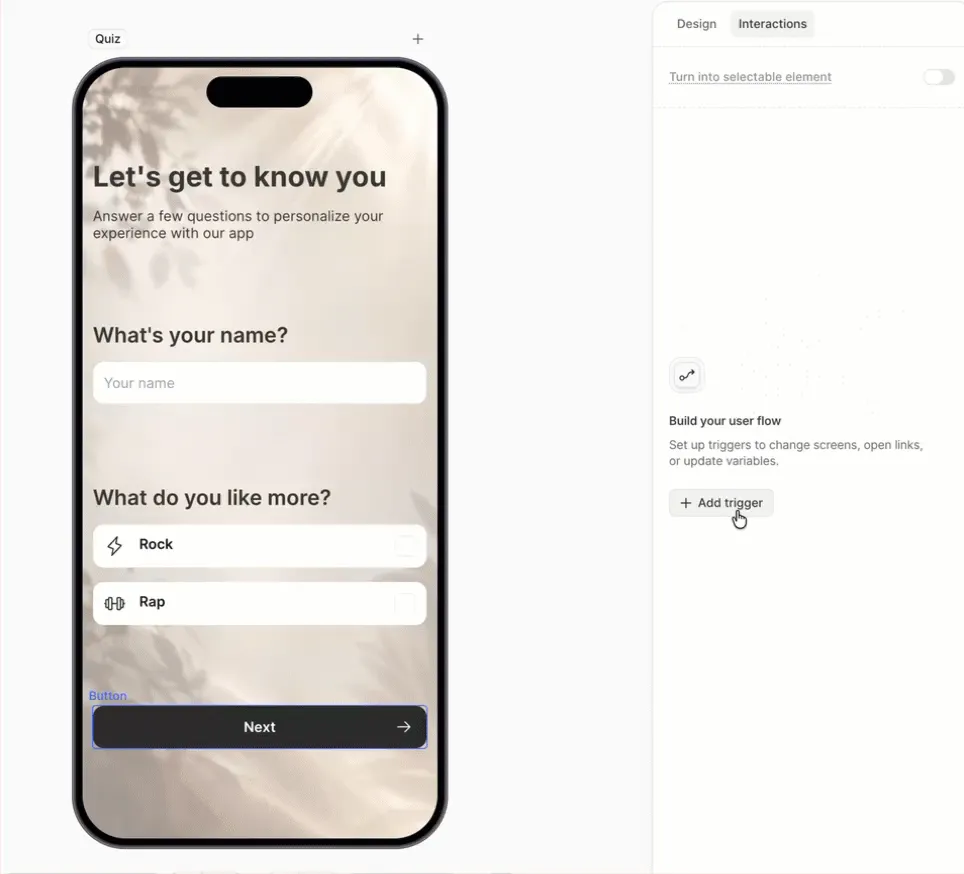 Quiz
Design
Interactions
Turn into selectable element
Let's get to know you
Answer a few questions to personalize your
experience with our app
What's your name?
Your name
What do you like more?
Rock
Rap
Button
Next
Build your user flow
Set up triggers to change screens, open links,
or update variables.
Add trigger